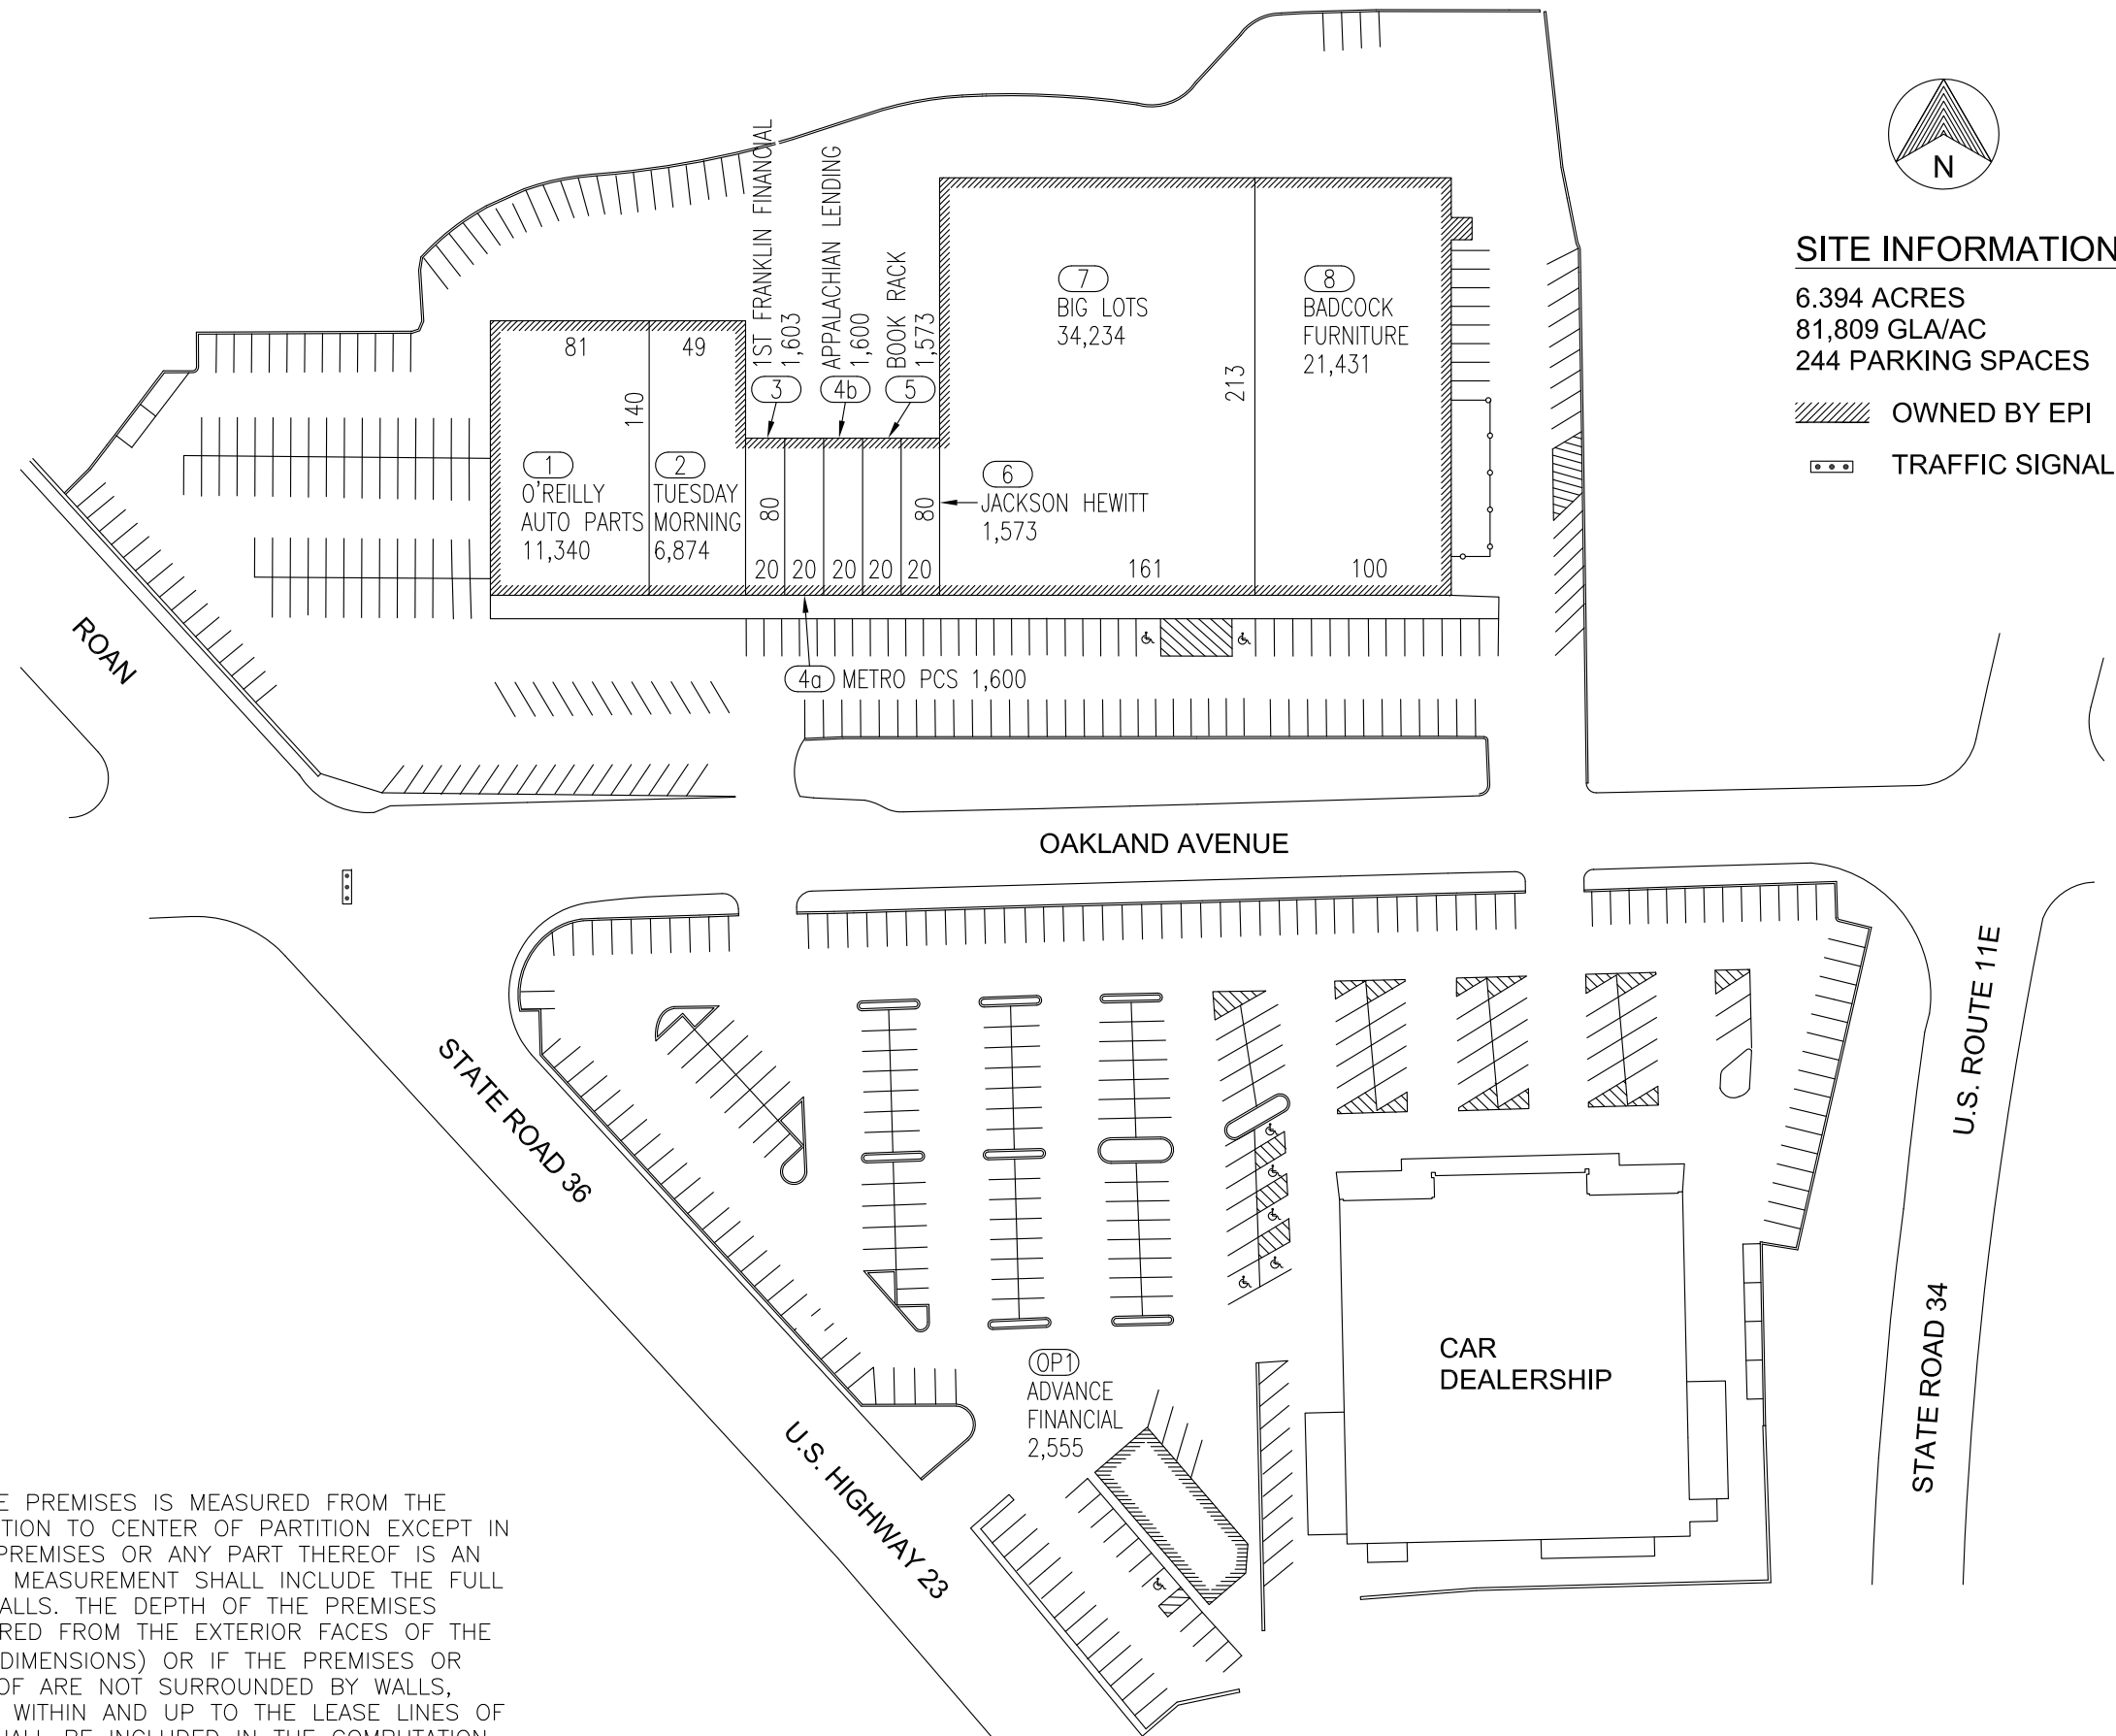 N
SITE INFORMATION
6.394 ACRES
81,809 GLA/AC
244 PARKING SPACES
OWNED BY EPI
TRAFFIC SIGNAL
1ST FRANKLIN FINANCIAL
1,603
3
APPALACHIAN LENDING
1,600
4b
BOOK RACK
1,573
5
7
BIG LOTS
34,234
8
BADCOCK
FURNITURE
21,431
81
49
140
213
1
O'REILLY
AUTO PARTS
11,340
2
TUESDAY
MORNING
6,874
80
80
6
JACKSON HEWITT
1,573
20
20
20
20
20
161
100
4a METRO PCS 1,600
ROAN
OAKLAND AVENUE
STATE ROAD 36
U.S. HIGHWAY 23
U.S. ROUTE 11E
STATE ROAD 34
OP1
ADVANCE
FINANCIAL
2,555
CAR
DEALERSHIP
PREMISES IS MEASURED FROM THE
TO CENTER OF PARTITION EXCEPT IN
PREMISES OR ANY PART THEREOF IS AN
MEASUREMENT SHALL INCLUDE THE FULL
THE DEPTH OF THE PREMISES
FROM THE EXTERIOR FACES OF THE
DIMENSIONS) OR IF THE PREMISES OR
ARE NOT SURROUNDED BY WALLS,
WITHIN AND UP TO THE LEASE LINES OF
BE INCLUDED IN THE COMPUTATION